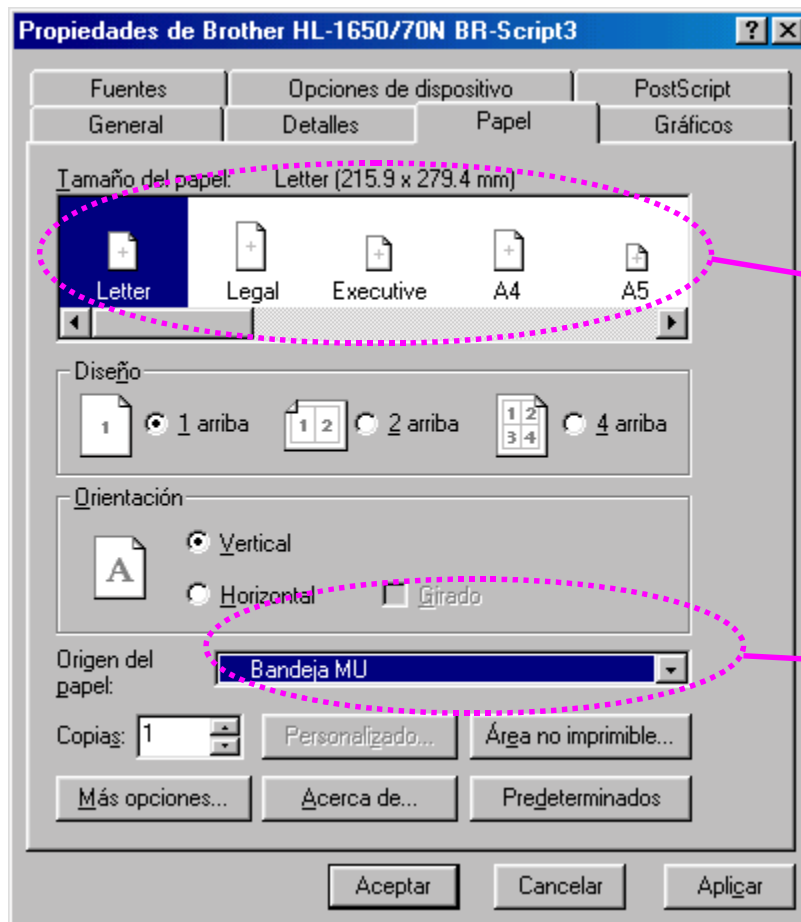 Propiedades de Brother HL-1650/70N BR-Script3
Fuentes Opciones de dispositivo PostScript
General Detalles Papel Gráficos
Tamaño del papel: Letter (215.9 x 279.4 mm)
Letter Legal Executive A4 A5
Diseño
1 1 arriba 1 2 2 arriba 1 2 3 4 4 arriba
Orientación
A
Vertical
Horizontal Girado
Origen del papel: Bandeja MU
Copias: 1 Personalizado... Área no imprimible...
Más opciones... Acerca de... Predeterminados
Aceptar Cancelar Aplicar